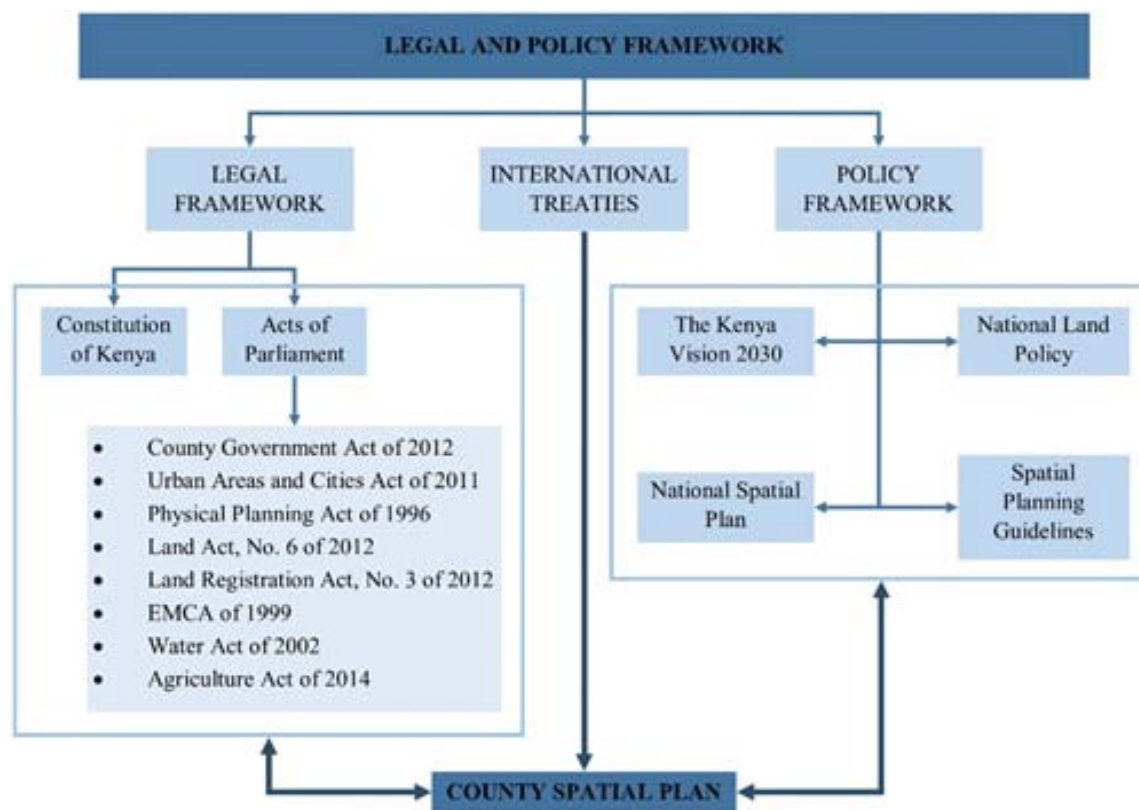 LEGAL AND POLICY FRAMEWORK
LEGAL
FRAMEWORK
INTERNATIONAL
TREATIES
POLICY
FRAMEWORK
Constitution
of Kenya
Acts of
Parliament
• County Government Act of 2012
• Urban Areas and Cities Act of 2011
• Physical Planning Act of 1996
• Land Act, No. 6 of 2012
• Land Registration Act, No. 3 of 2012
• EMCA of 1999
• Water Act of 2002
• Agriculture Act of 2014
The Kenya
Vision 2030
National Land
Policy
National Spatial
Plan
Spatial
Planning
Guidelines
COUNTY SPATIAL PLAN